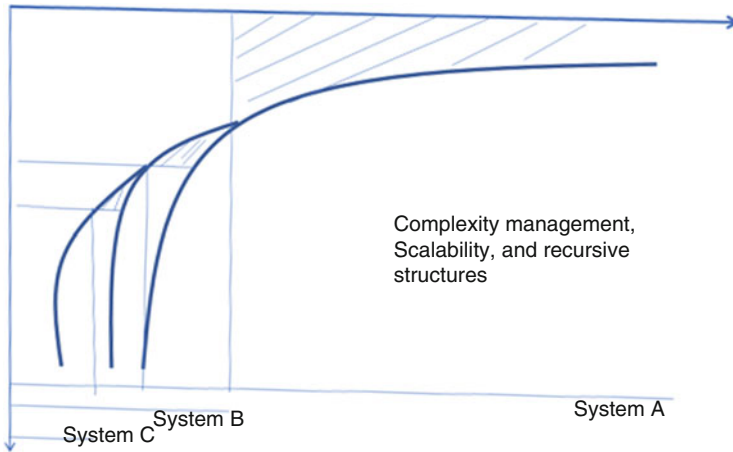 Complexity management,
Scalability, and recursive
structures
System A
System B
System C